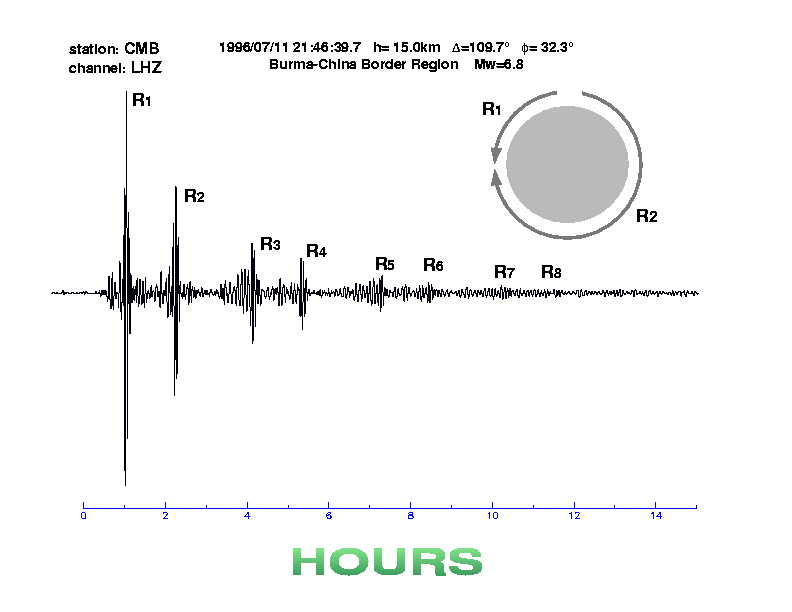 station: CMB
channel: LHZ
1996/07/11 21:46:39.7 h= 15.0km Δ=109.7° ϕ= 32.3°
Burma-China Border Region Mw=6.8
R1
R2
R3
R4
R5
R6
R7
R8
R1
R2
0 2 4 6 8 10 12 14
HOURS